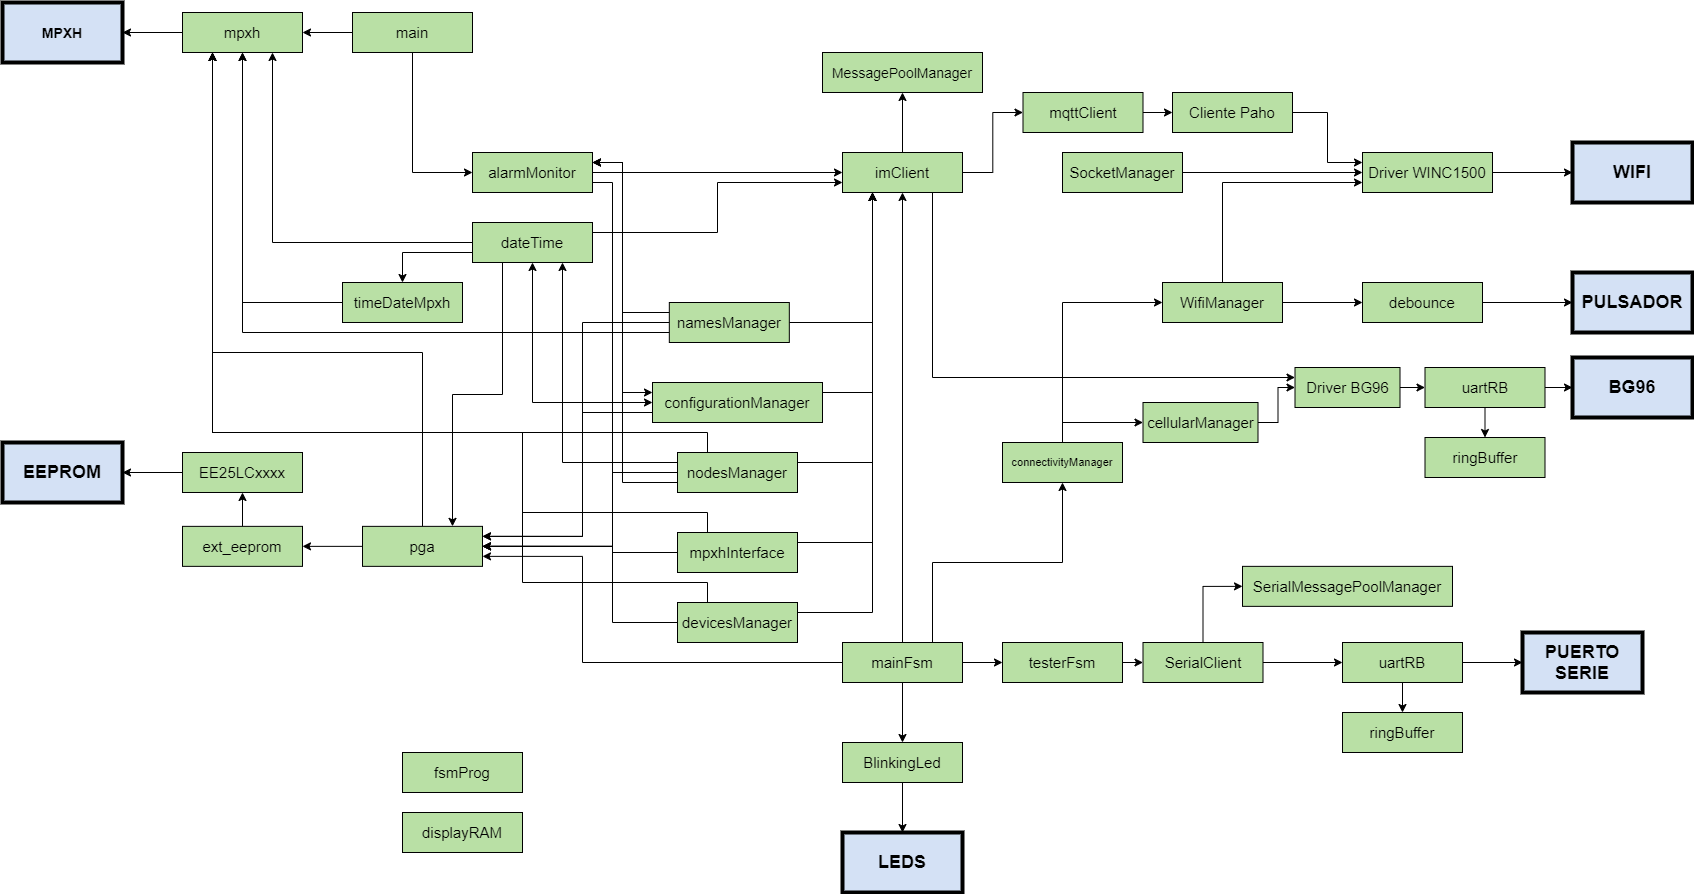 MPXH
mpxh
main
MessagePoolManager
mqttClient
Cliente Paho
alarmMonitor
imClient
SocketManager
Driver WINC1500
WIFI
dateTime
timeDateMpxh
namesManager
WifiManager
debounce
PULSADOR
configurationManager
Driver BG96
uartRB
BG96
cellularManager
connectivityManager
ringBuffer
EEPROM
EE25LCxxxx
nodesManager
ext_eeprom
pga
mpxhInterface
SerialMessagePoolManager
devicesManager
mainFsm
testerFsm
SerialClient
uartRB
PUERTO
SERIE
ringBuffer
BlinkingLed
fsmProg
displayRAM
LEDS